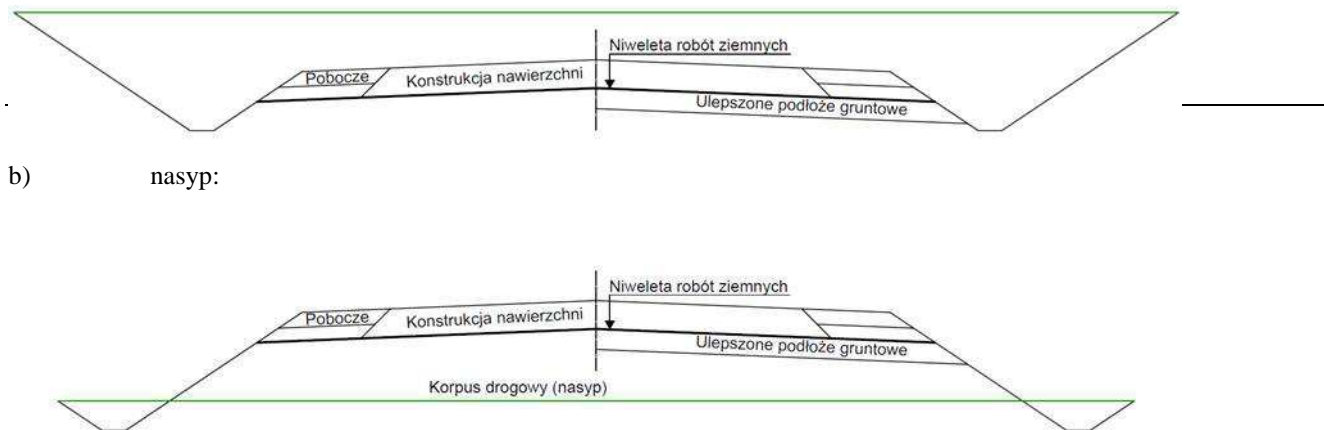 Niweleta robót ziemnych
Pobocze
Konstrukcja nawierzchni
Ulepszone podłoże gruntowe
b) nasyp:
Niweleta robót ziemnych
Pobocze
Konstrukcja nawierzchni
Ulepszone podłoże gruntowe
Korpus drogowy (nasyp)